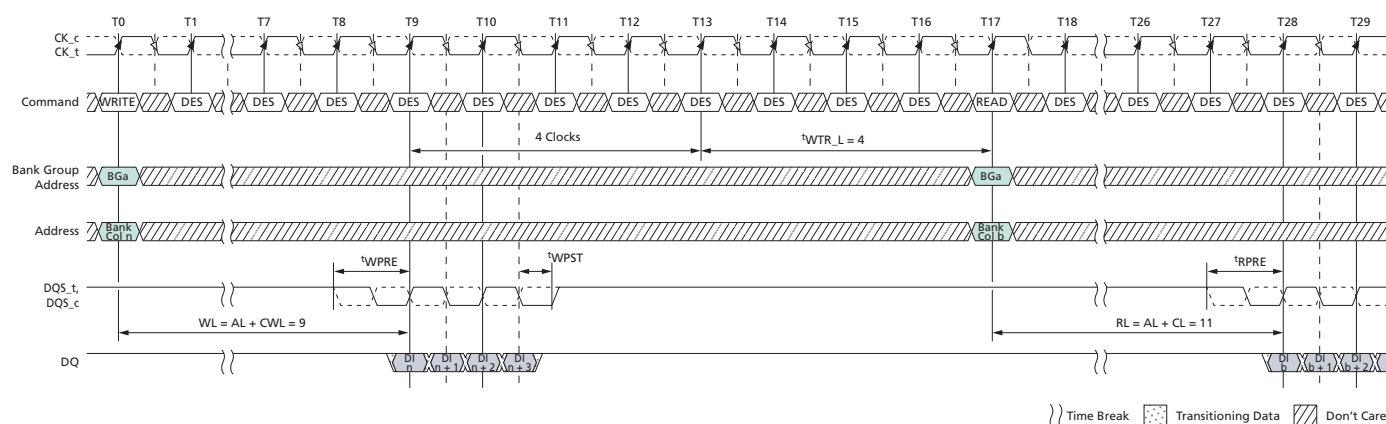 T0 T1 T7 T8 T9 T10 T11 T12 T13 T14 T15 T16 T17 T18 T26 T27 T28 T29
CK_c
CK_t
Command WRITE DES DES DES DES DES DES DES DES DES DES DES READ DES DES DES DES DES
4 Clocks tWTR_L = 4
Bank Group
Address BGa BGa
Address Bank
Col n Bank
Col b
tWPRE tWPST tRPRE
DQS_t,
DQS_c
WL = AL + CWL = 9 RL = AL + CL = 11
DQ DI
n DI
n + 1 DI
n + 2 DI
n + 3 DI
b DI
b + 1 DI
b + 2
Time Break Transitioning Data Don't Care